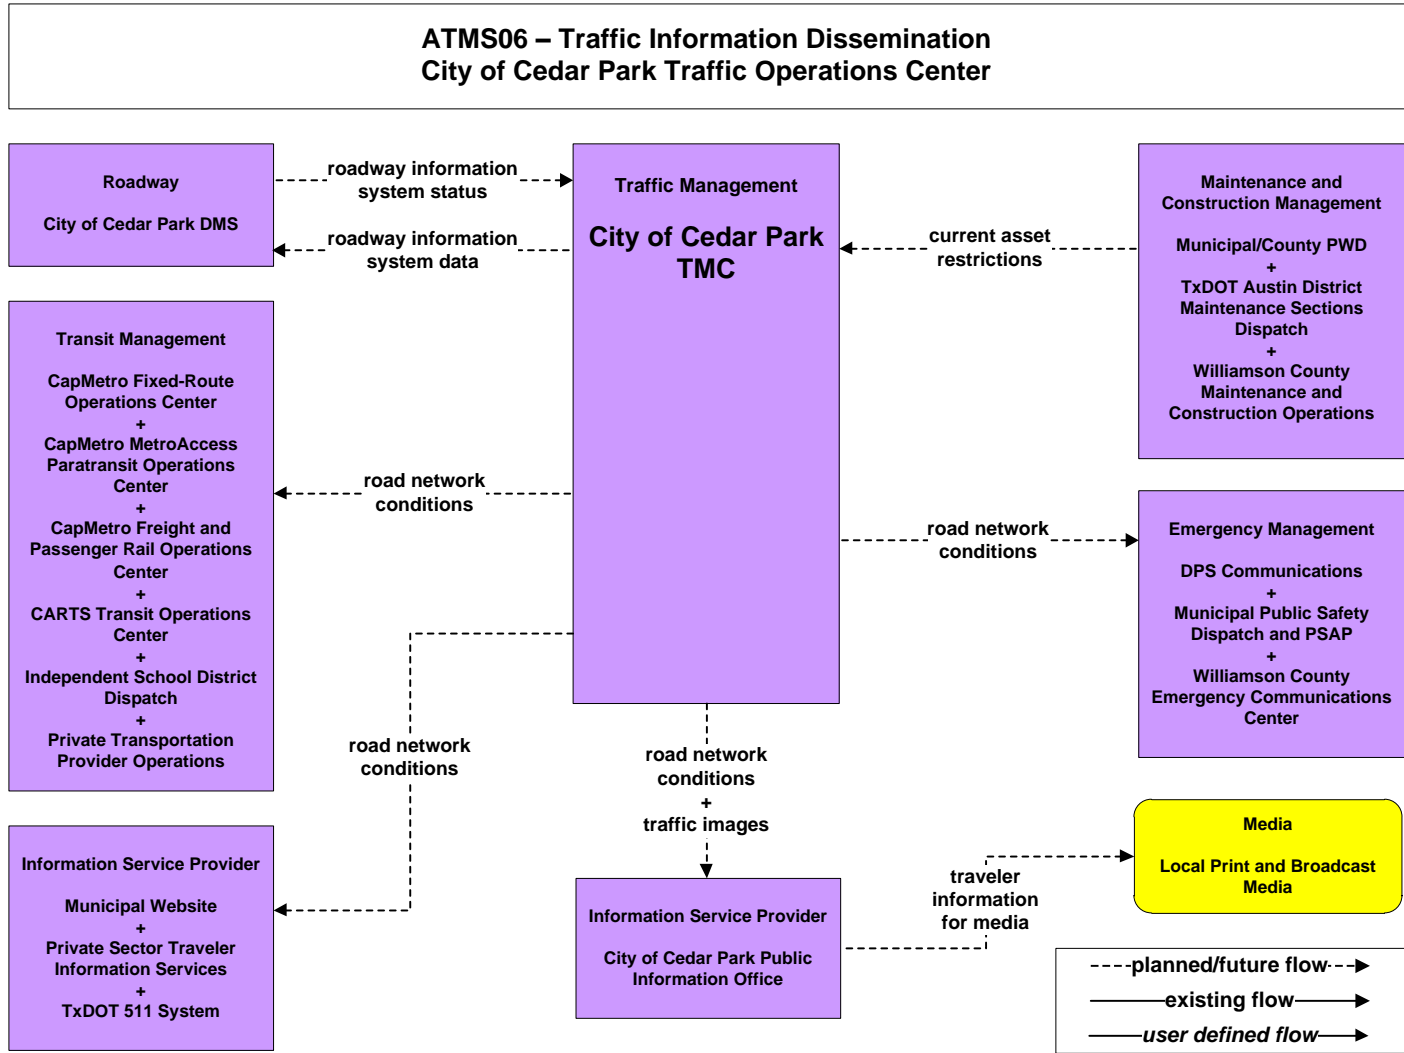 ATMS06 – Traffic Information Dissemination
City of Cedar Park Traffic Operations Center
Roadway
City of Cedar Park DMS
roadway information
system status
roadway information
system data
Traffic Management
City of Cedar Park
TMC
current asset
restrictions
Maintenance and
Construction Management
Municipal/County PWD
+
TxDOT Austin District
Maintenance Sections
Dispatch
+
Williamson County
Maintenance and
Construction Operations
Transit Management
CapMetro Fixed-Route
Operations Center
+
CapMetro MetroAccess
Paratransit Operations
Center
+
CapMetro Freight and
Passenger Rail Operations
Center
+
CARTS Transit Operations
Center
+
Independent School District
Dispatch
+
Private Transportation
Provider Operations
road network
conditions
road network
conditions
Emergency Management
DPS Communications
+
Municipal Public Safety
Dispatch and PSAP
+
Williamson County
Emergency Communications
Center
road network
conditions
road network
conditions
+
traffic images
Information Service Provider
Municipal Website
+
Private Sector Traveler
Information Services
+
TxDOT 511 System
Information Service Provider
City of Cedar Park Public
Information Office
traveler
information
for media
Media
Local Print and Broadcast
Media
planned/future flow
existing flow
user defined flow